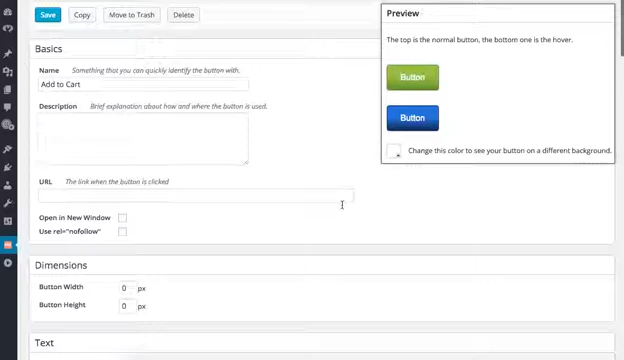 Save
Copy
Move to Trash
Delete
Preview
The top is the normal button, the bottom one is the hover.
Button
Button
Change this color to see your button on a different background.
Basics
Name Something that you can quickly identify the button with.
Add to Cart
Description Brief explanation about how and where the button is used.
URL The link when the button is clicked
Open in New Window
Use rel="nofollow"
Dimensions
Button Width 0 px
Button Height 0 px
Text